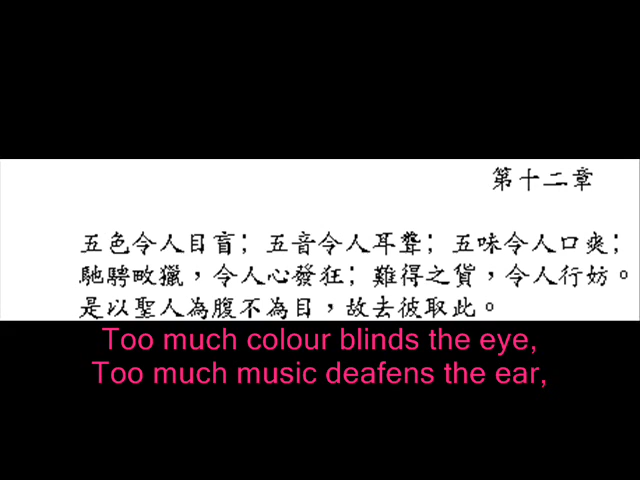 第十二章
五色令人目盲；五音令人耳聾；五味令人口爽；
馳騁畋獵，令人心發狂；難得之貨，令人行妨。
是以聖人為腹不為目，故去彼取此。
Too much colour blinds the eye,
Too much music deafens the ear,